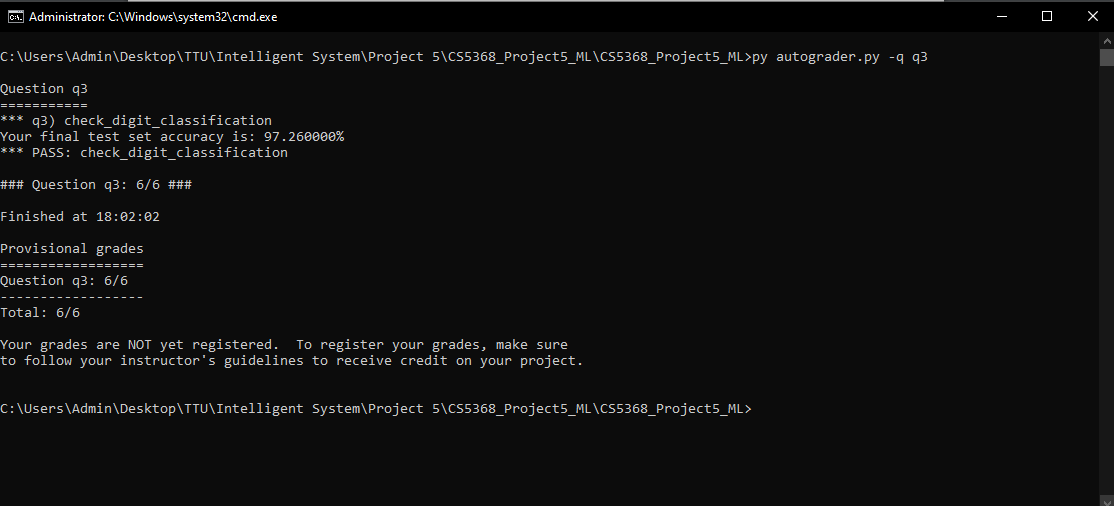 Administrator: C:\Windows\system32\cmd.exe
C:\Users\Admin\Desktop\TTU\Intelligent System\Project 5\CS5368_Project5_ML\CS5368_Project5_ML>py autograder.py -q q3
Question q3
===========
*** q3) check_digit_classification
Your final test set accuracy is: 97.260000%
*** PASS: check_digit_classification
### Question q3: 6/6 ###
Finished at 18:02:02
Provisional grades
==================
Question q3: 6/6
------------------
Total: 6/6
Your grades are NOT yet registered.  To register your grades, make sure
to follow your instructor's guidelines to receive credit on your project.
C:\Users\Admin\Desktop\TTU\Intelligent System\Project 5\CS5368_Project5_ML\CS5368_Project5_ML>